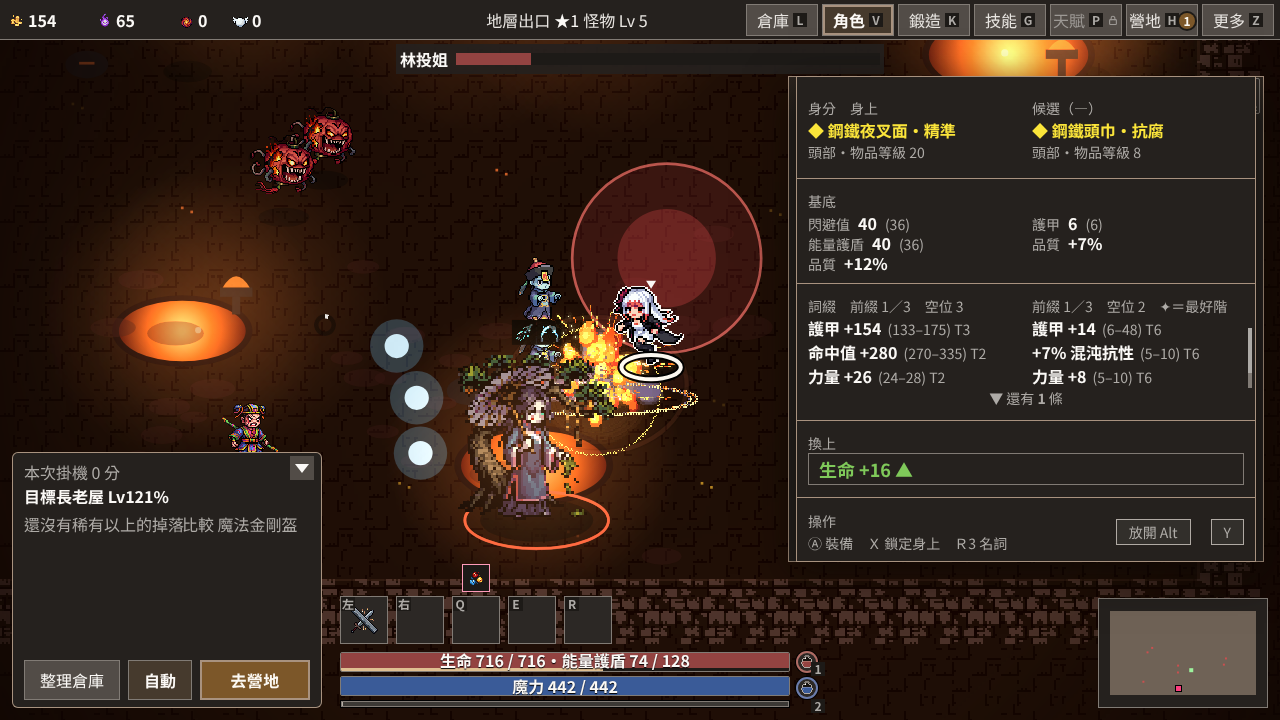 154
65
0
0
地層出口 ★1 怪物 Lv 5
倉庫 L
角色 V
鍛造 K
技能 G
天賦 P
營地 H 1
更多 Z
林投姐
身分　身上
◆ 鋼鐵夜叉面・精準
頭部・物品等級 20
候選（一）
◆ 鋼鐵頭巾・抗腐
頭部・物品等級 8
基底
閃避值 40 (36)
能量護盾 40 (36)
品質 +12%
護甲 6 (6)
品質 +7%
詞綴　前綴 1／3　空位 3
護甲 +154 (133–175) T3
命中值 +280 (270–335) T2
力量 +26 (24–28) T2
前綴 1／3　空位 2　✦＝最好階
護甲 +14 (6–48) T6
+7% 混沌抗性 (5–10) T6
力量 +8 (5–10) T6
▼ 還有 1 條
換上
生命 +16 ▲
操作
Ⓐ 裝備　X 鎖定身上　R3 名詞
放開 Alt
Y
本次掛機 0 分
▼
目標長老屋 Lv121%
還沒有稀有以上的掉落比較 魔法金剛盔
整理倉庫
自動
去營地
左
右
Q
E
R
生命 716 / 716・能量護盾 74 / 128
1
魔力 442 / 442
2